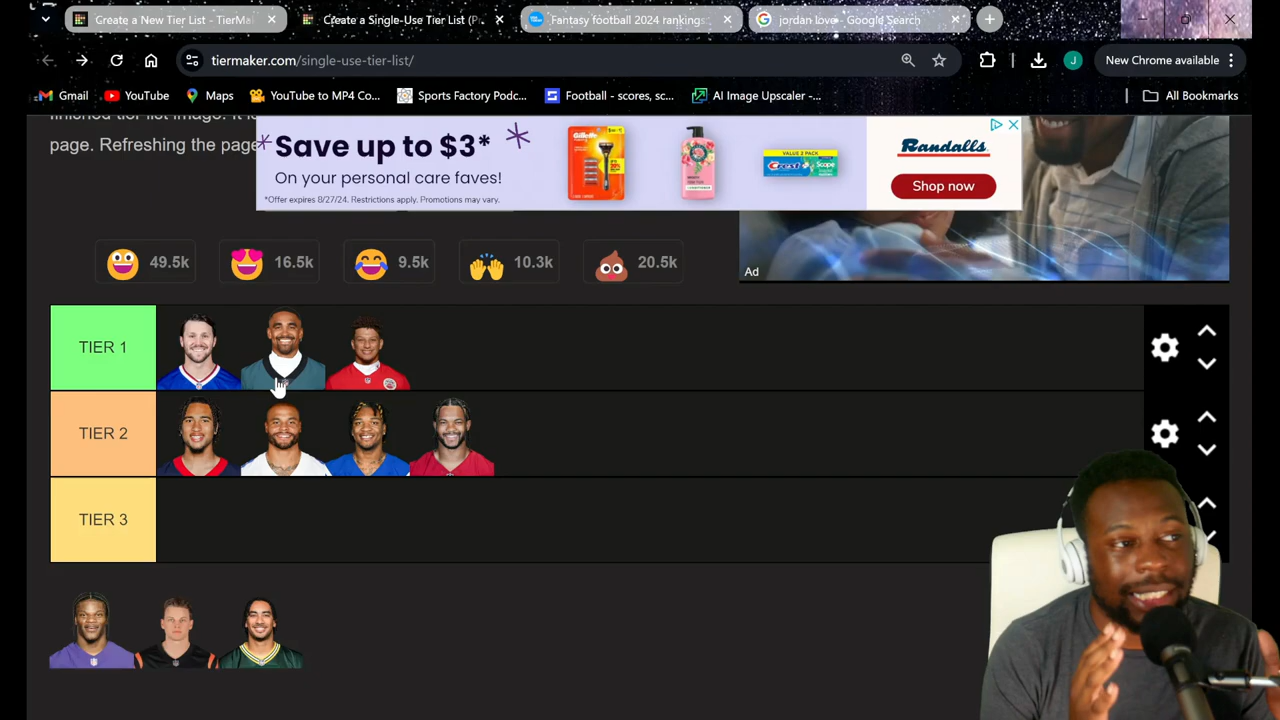 Create a New Tier List - TierMa
Create a Single-Use Tier List (P
Fantasy football 2024 rankings
jordan love - Google Search
tiermaker.com/single-use-tier-list/
New Chrome available
J
Gmail
YouTube
Maps
YouTube to MP4 Co...
Sports Factory Podc...
Football - scores, sc...
AI Image Upscaler -...
All Bookmarks
page. Refreshing the page
Save up to $3*
On your personal care faves!
*Offer expires 8/27/24. Restrictions apply. Promotions may vary.
Gillette
Crest
Scope
Randalls
Shop now
Ad
49.5k
16.5k
9.5k
10.3k
20.5k
TIER 1
TIER 2
TIER 3